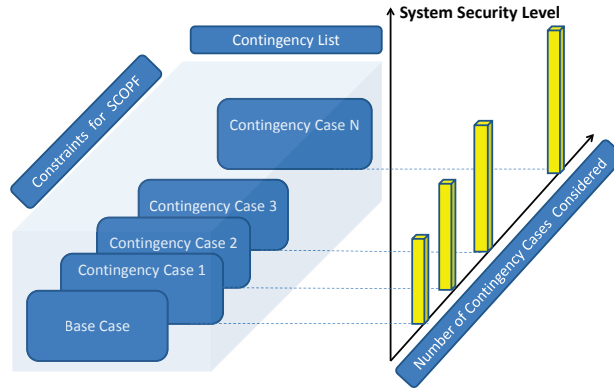 System Security Level
Contingency List
Constraints for SCOPF
Contingency Case N
Contingency Case 3
Contingency Case 2
Contingency Case 1
Base Case
Number of Contingency Cases Considered